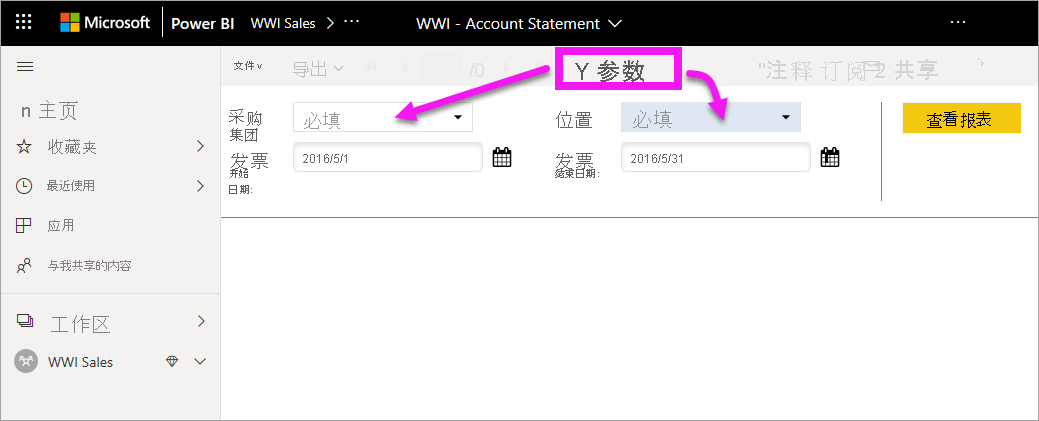 Microsoft Power BI WWI Sales > ··· WWI - Account Statement ···
文件 导出 /0 Y 参数 "注释 订阅 2 共享
n 主页
收藏夹
最近使用
应用
与我共享的内容
工作区
WWI Sales
采购 必填 位置 必填 查看报表
集团
发票 2016/5/1 发票 2016/5/31
开始 结束日期:
日期: